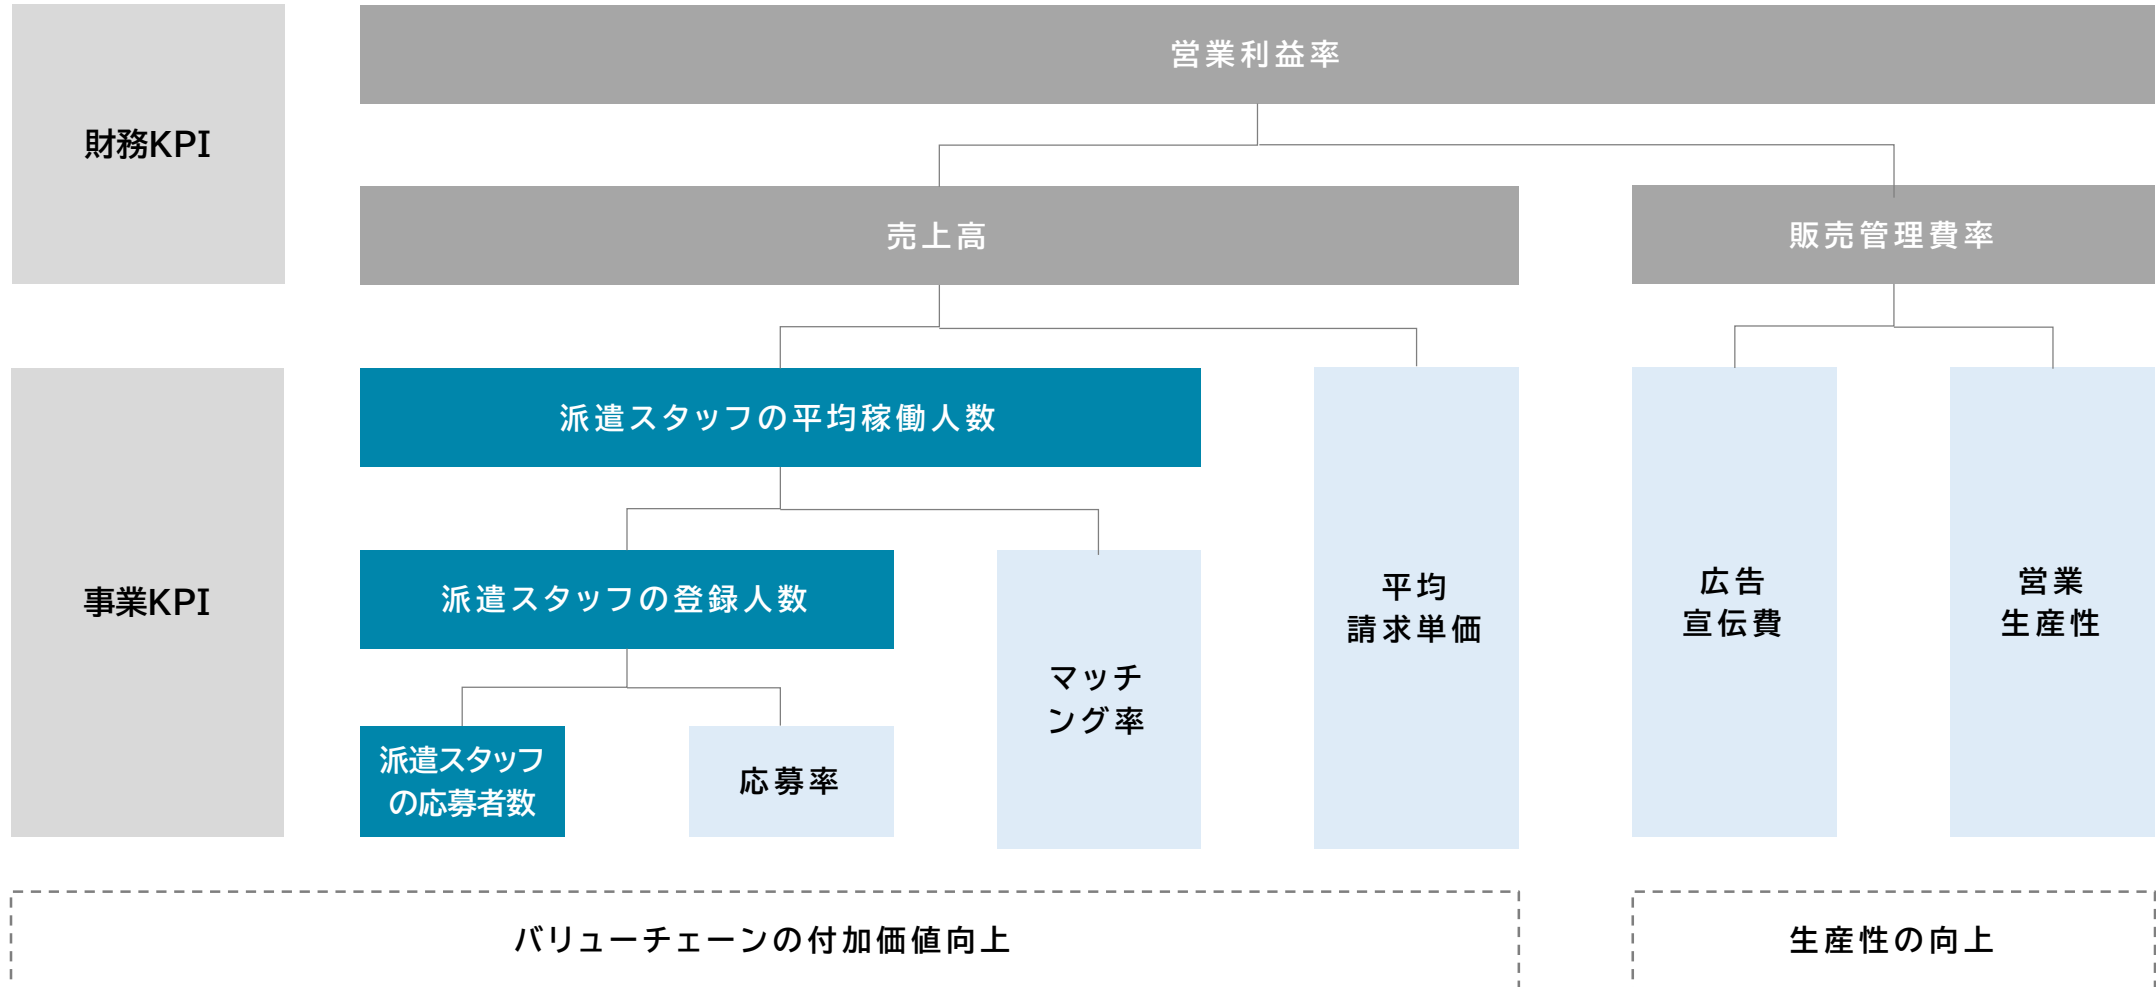 財務KPI
営業利益率
売上高
販売管理費率
事業KPI
派遣スタッフの平均稼働人数
派遣スタッフの登録人数
派遣スタッフ
の応募者数
応募率
マッチ
ング率
平均
請求単価
広告
宣伝費
営業
生産性
バリューチェーンの付加価値向上
生産性の向上